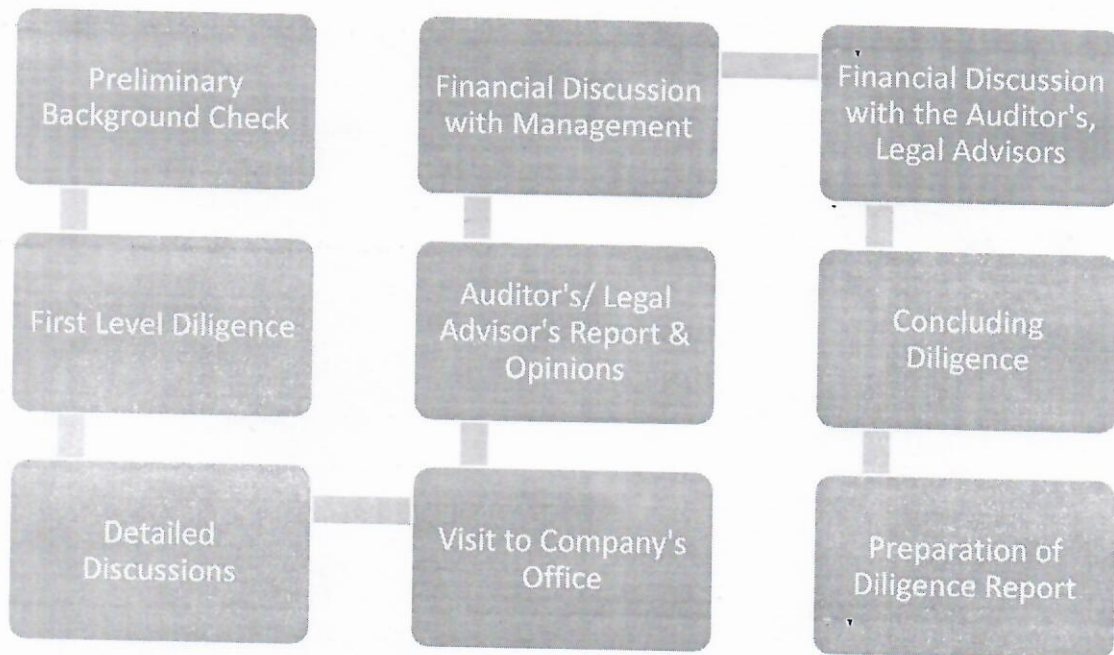 Preliminary
Background Check
First Level Diligence
Detailed
Discussions
Visit to Company's
Office
Auditor's/ Legal
Advisor's Report &
Opinions
Financial Discussion
with Management
Financial Discussion
with the Auditor's,
Legal Advisors
Concluding
Diligence
Preparation of
Diligence Report